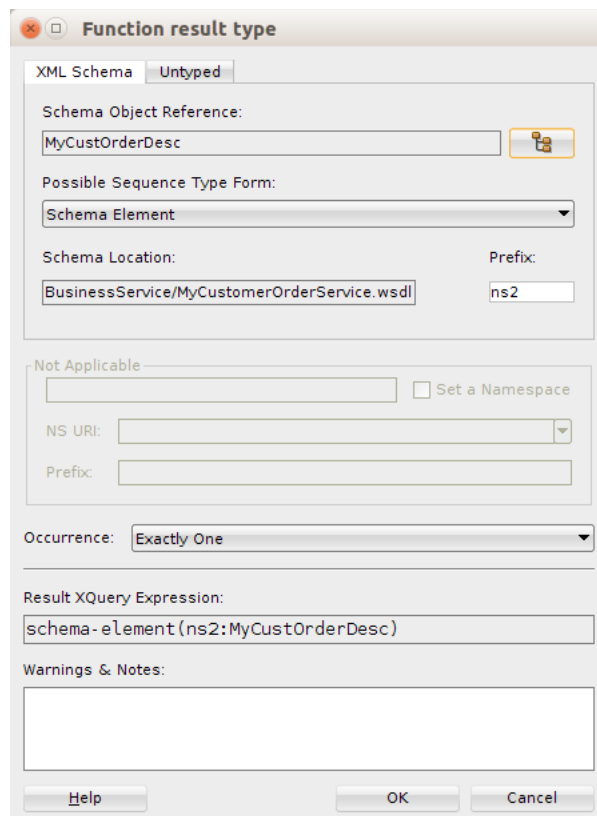 Function result type
XML Schema Untyped
Schema Object Reference:
MyCustOrderDesc
Possible Sequence Type Form:
Schema Element
Schema Location: Prefix:
BusinessService/MyCustomerOrderService.wsdl ns2
Not Applicable
Set a Namespace
NS URI:
Prefix:
Occurrence: Exactly One
Result XQuery Expression:
schema-element(ns2:MyCustOrderDesc)
Warnings & Notes:
Help OK Cancel